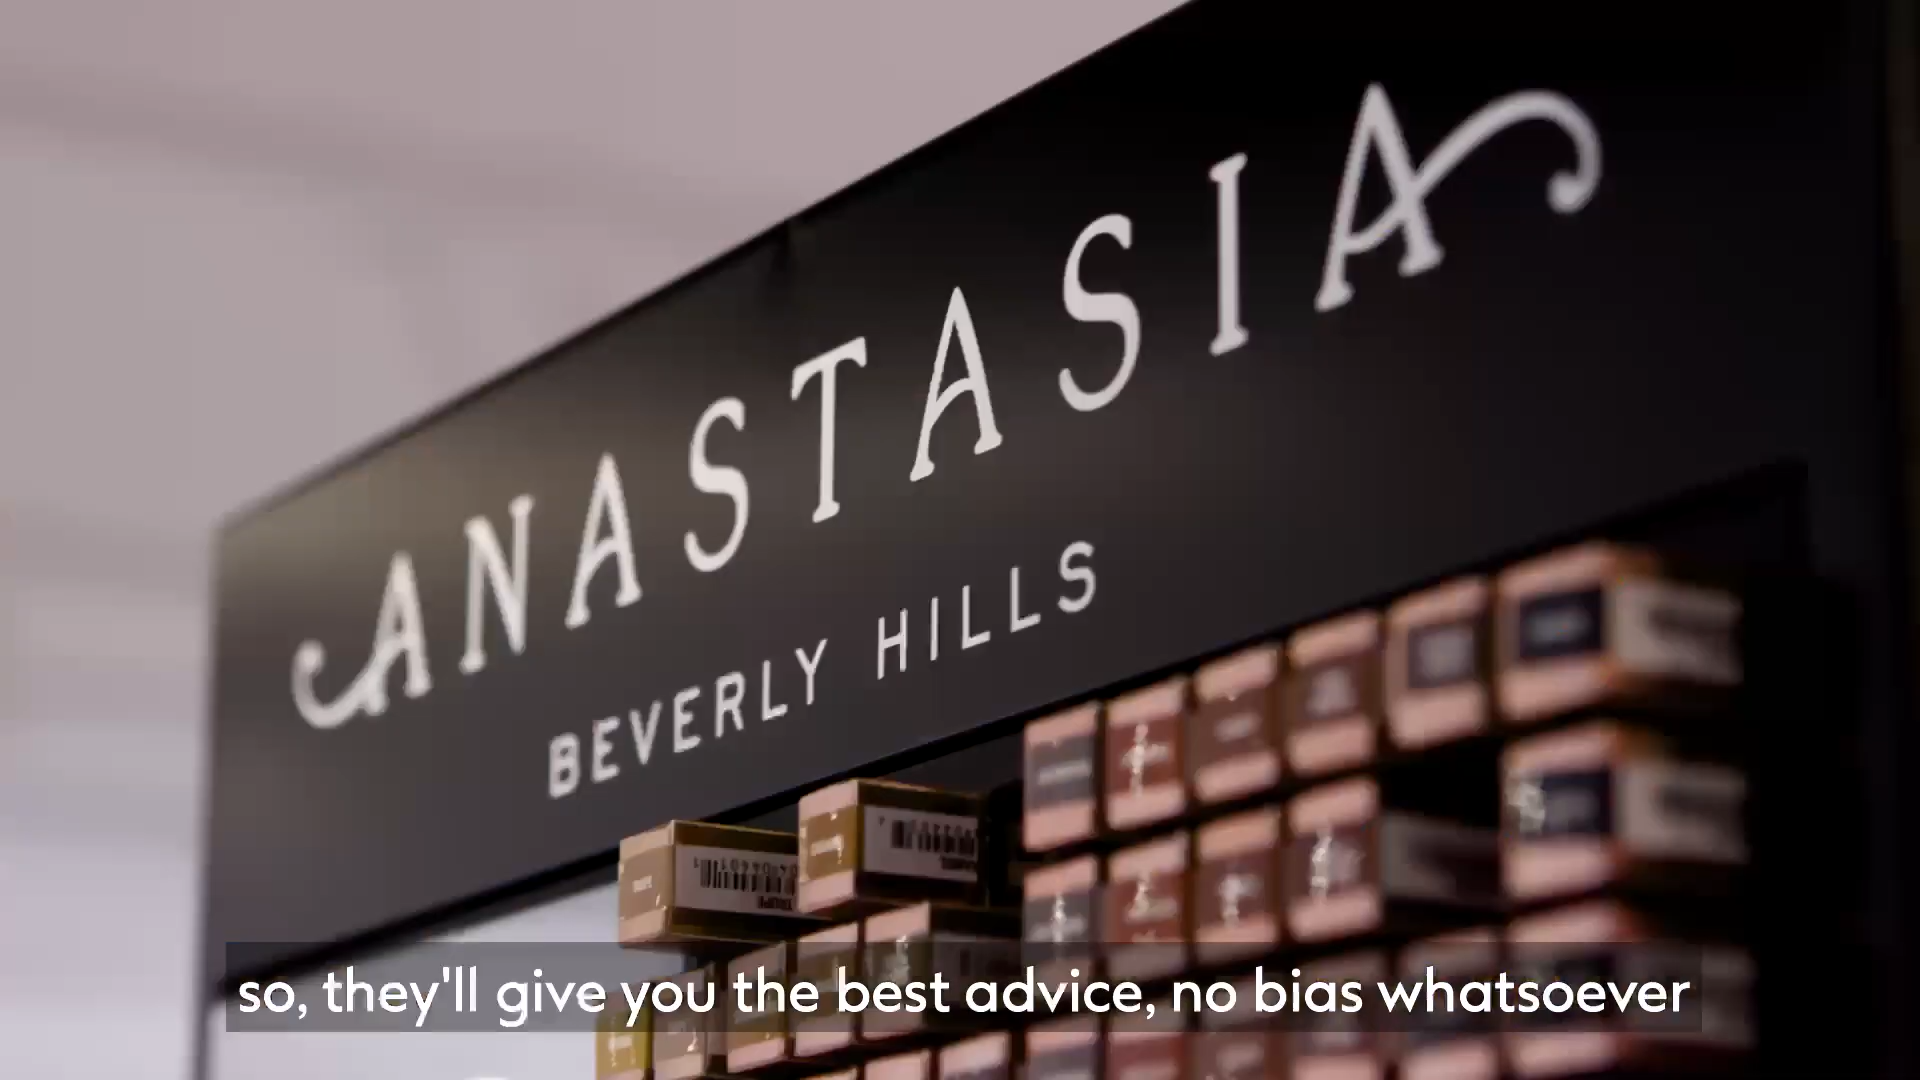 ANASTASIA
BEVERLY HILLS
so, they'll give you the best advice, no bias whatsoever